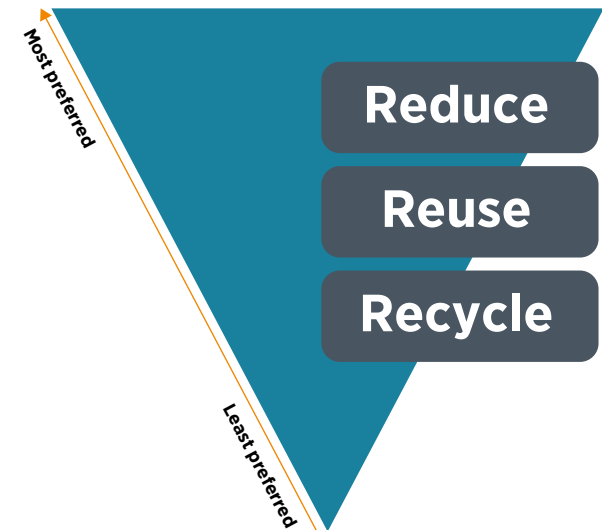 Most preferred
Reduce
Reuse
Recycle
Least preferred